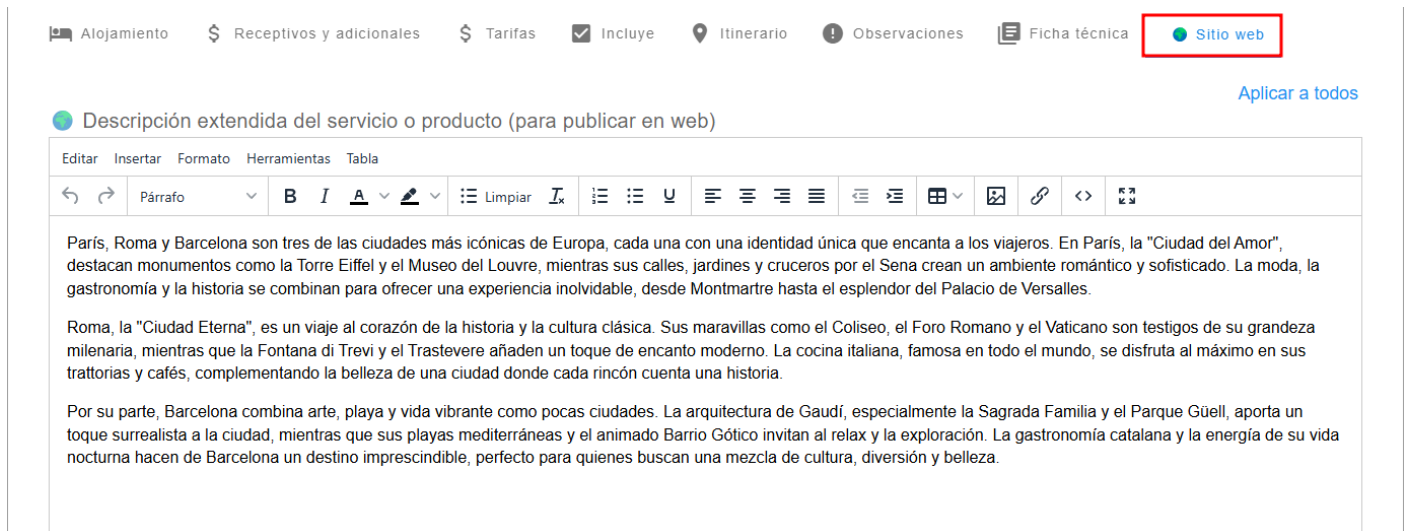 Alojamiento Receptivos y adicionales Tarifas Incluye Itinerario Observaciones Ficha técnica Sitio web
Aplicar a todos
Descripción extendida del servicio o producto (para publicar en web)
Editar Insertar Formato Herramientas Tabla
Párrafo B I A Limpiar
París, Roma y Barcelona son tres de las ciudades más icónicas de Europa, cada una con una identidad única que encanta a los viajeros. En París, la "Ciudad del Amor",
destacan monumentos como la Torre Eiffel y el Museo del Louvre, mientras sus calles, jardines y cruceros por el Sena crean un ambiente romántico y sofisticado. La moda, la
gastronomía y la historia se combinan para ofrecer una experiencia inolvidable, desde Montmartre hasta el esplendor del Palacio de Versalles.
Roma, la "Ciudad Eterna", es un viaje al corazón de la historia y la cultura clásica. Sus maravillas como el Coliseo, el Foro Romano y el Vaticano son testigos de su grandeza
milenaria, mientras que la Fontana di Trevi y el Trastevere añaden un toque de encanto moderno. La cocina italiana, famosa en todo el mundo, se disfruta al máximo en sus
trattorias y cafés, complementando la belleza de una ciudad donde cada rincón cuenta una historia.
Por su parte, Barcelona combina arte, playa y vida vibrante como pocas ciudades. La arquitectura de Gaudí, especialmente la Sagrada Familia y el Parque Güell, aporta un
toque surrealista a la ciudad, mientras que sus playas mediterráneas y el animado Barrio Gótico invitan al relax y la exploración. La gastronomía catalana y la energía de su vida
nocturna hacen de Barcelona un destino imprescindible, perfecto para quienes buscan una mezcla de cultura, diversión y belleza.